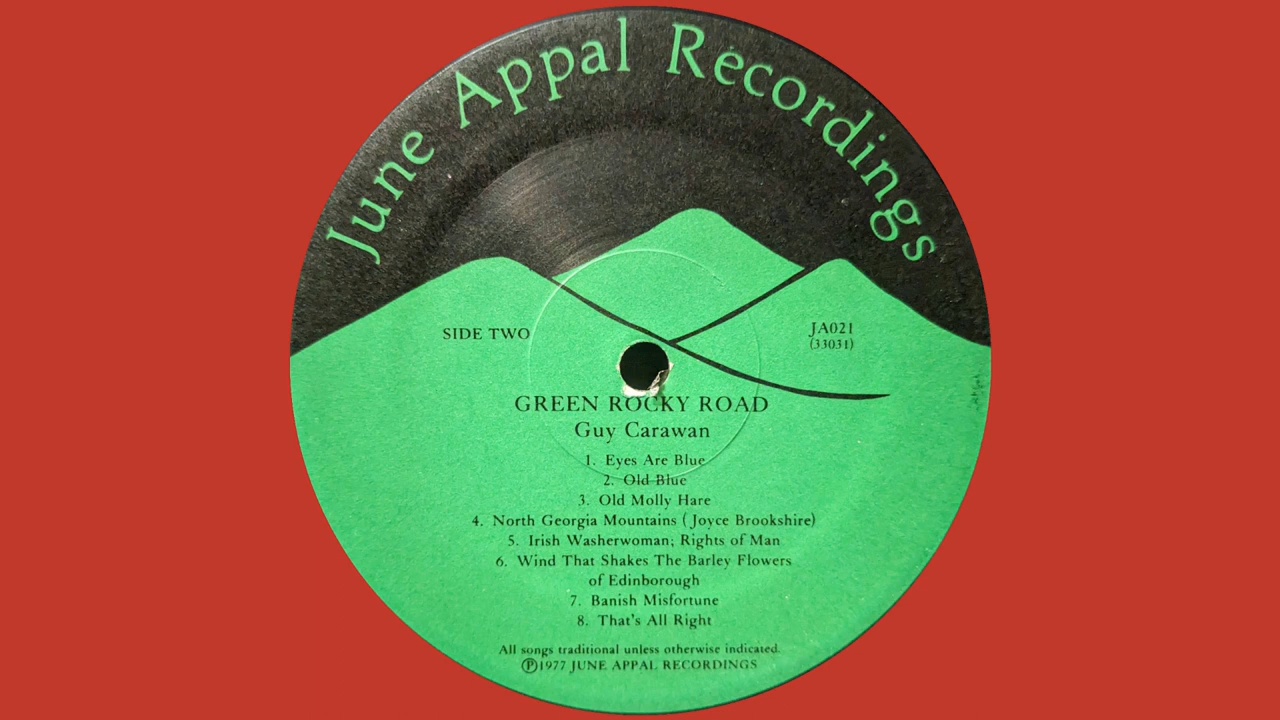 June Appal Recordings
SIDE TWO
JA021
(33031)
GREEN ROCKY ROAD
Guy Carawan
1. Eyes Are Blue
2. Old Blue
3. Old Molly Hare
4. North Georgia Mountains (Joyce Brookshire)
5. Irish Washerwoman; Rights of Man
6. Wind That Shakes The Barley Flowers
of Edinborough
7. Banish Misfortune
8. That's All Right
All songs traditional unless otherwise indicated.
Ⓟ1977 JUNE APPAL RECORDINGS